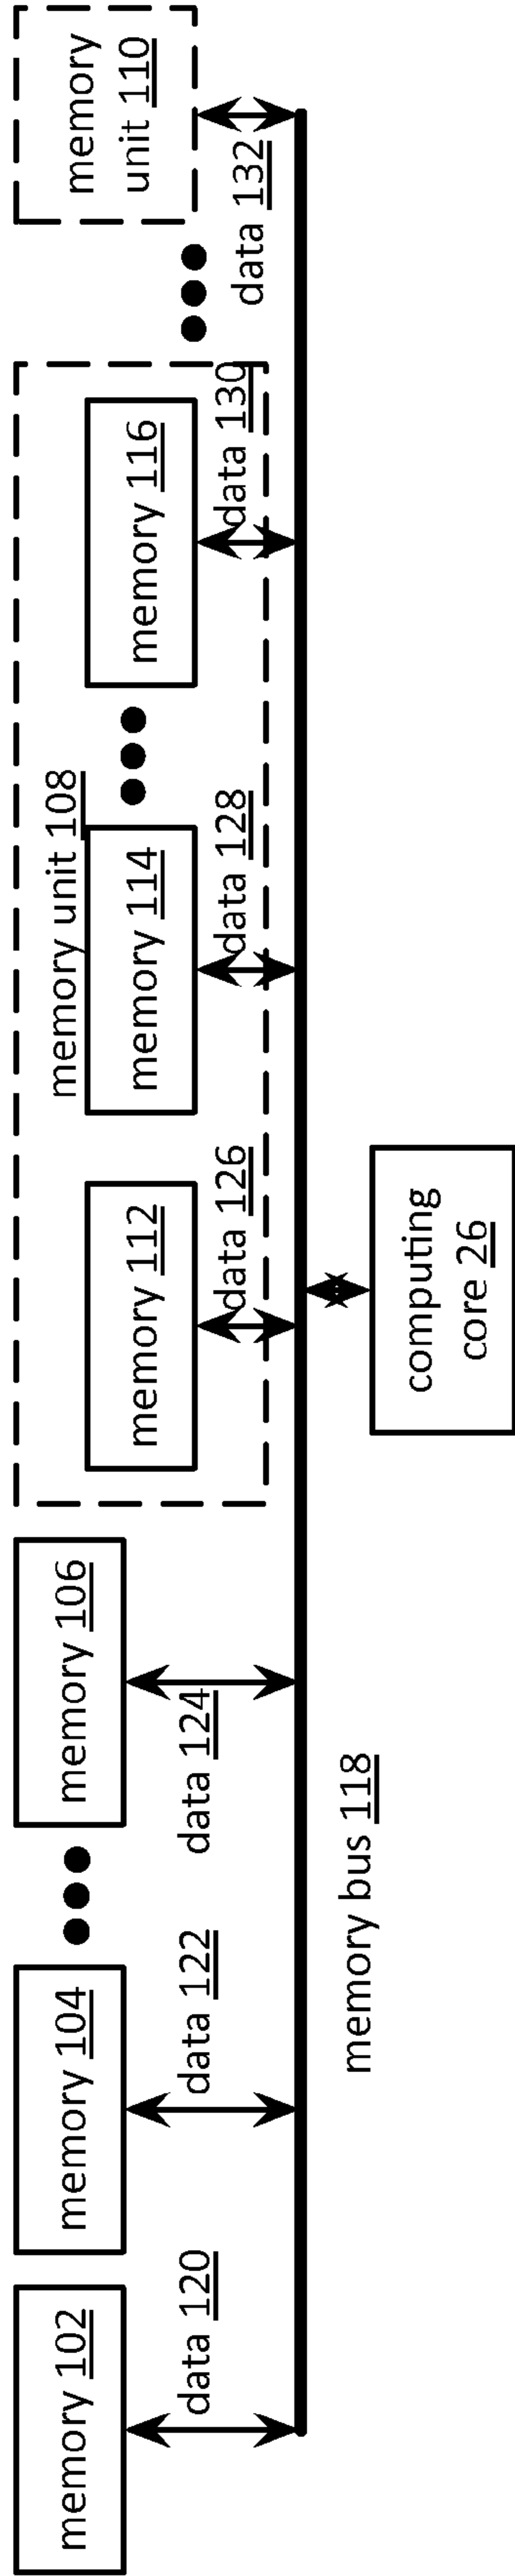 memory 102
memory 104
memory 106
memory unit 108
memory 112
memory 114
memory 116
memory
unit 110
data 120
data 122
data 124
data 126
data 128
data 130
data 132
memory bus 118
computing
core 26